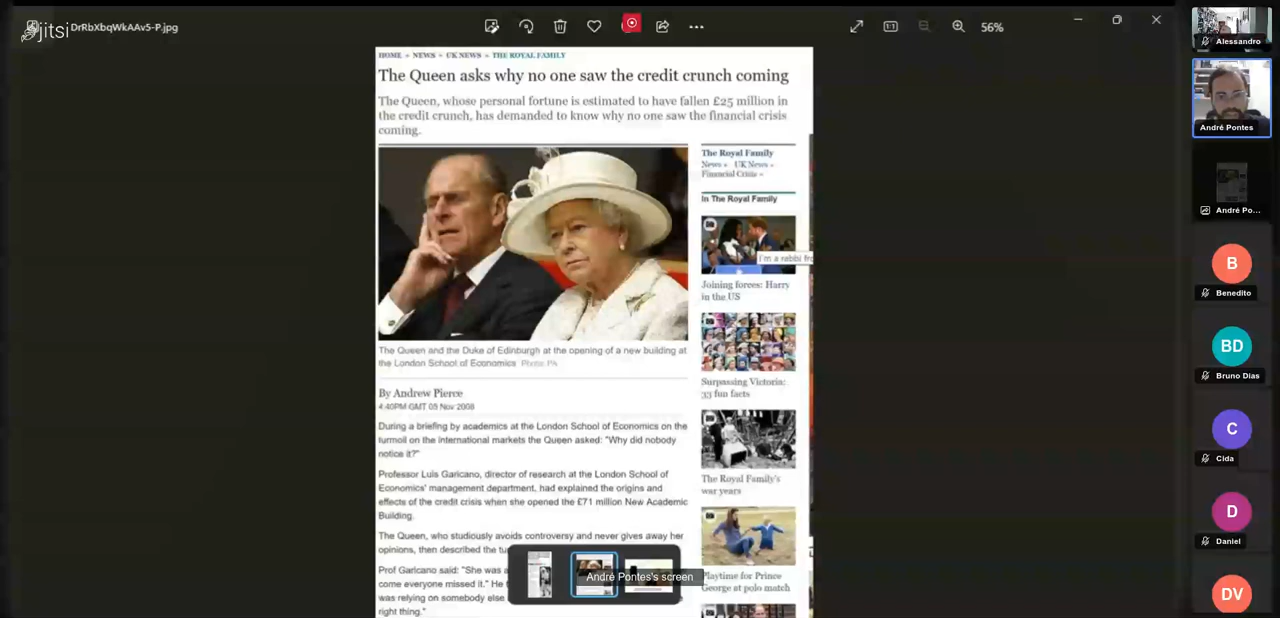 jitsi
DrRbXbqWkAAv5-P.jpg
56%
HOME » NEWS » UK NEWS » THE ROYAL FAMILY
The Queen asks why no one saw the credit crunch coming
The Queen, whose personal fortune is estimated to have fallen £25 million in
the credit crunch, has demanded to know why no one saw the financial crisis
coming.
The Queen and the Duke of Edinburgh at the opening of a new building at
the London School of Economics Photo: PA
By Andrew Pierce
4:40PM GMT 05 Nov 2008
During a briefing by academics at the London School of Economics on the
turmoil on the international markets the Queen asked: "Why did nobody
notice it?"
Professor Luis Garicano, director of research at the London School of
Economics' management department, had explained the origins and
effects of the credit crisis when she opened the £71 million New Academic
Building.
The Queen, who studiously avoids controversy and never gives away her
opinions, then described the tu
Prof Garicano said: "She was a
come everyone missed it." He
was relying on somebody else
right thing."
The Royal Family
News » UK News »
Financial Crisis »
In The Royal Family
I'm a rabbi fr
Joining forces: Harry
in the US
Surpassing Victoria:
33 fun facts
The Royal Family's
war years
Playtime for Prince
George at polo match
André Pontes's screen
Alessandro
André Pontes
André Po...
B
Benedito
BD
Bruno Dias
C
Cida
D
Daniel
DV